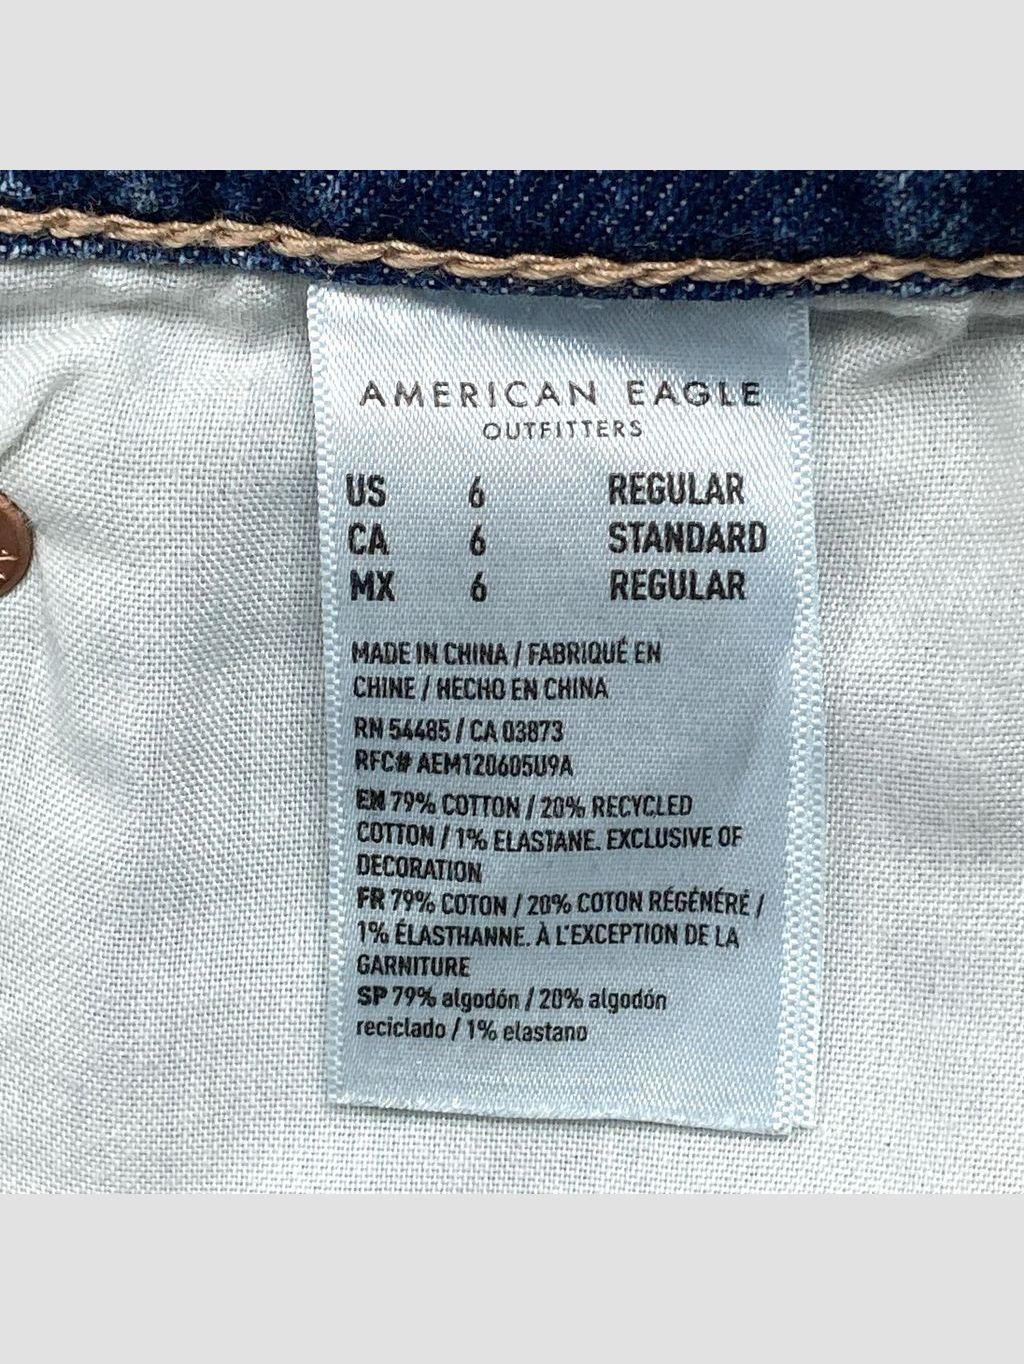 AMERICAN EAGLE
OUTFITTERS
US 6 REGULAR
CA 6 STANDARD
MX 6 REGULAR
MADE IN CHINA / FABRIQUÉ EN
CHINE / HECHO EN CHINA
RN 54485 / CA 03873
RFC# AEM120605U9A
EN 79% COTTON / 20% RECYCLED
COTTON / 1% ELASTANE. EXCLUSIVE OF
DECORATION
FR 79% COTON / 20% COTON RÉGÉNÉRÉ /
1% ÉLASTHANNE. À L'EXCEPTION DE LA
GARNITURE
SP 79% algodón / 20% algodón
reciclado / 1% elastano